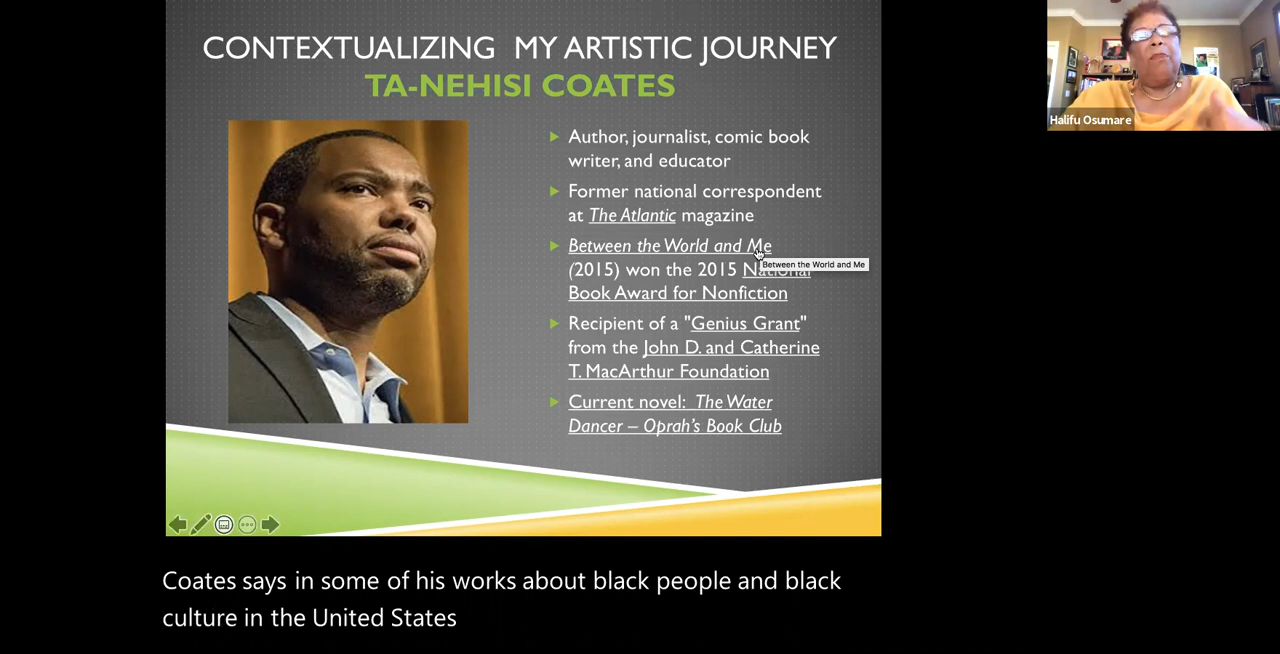 CONTEXTUALIZING MY ARTISTIC JOURNEY
TA-NEHISI COATES
Author, journalist, comic book
writer, and educator
Former national correspondent
at The Atlantic magazine
Between the World and Me
(2015) won the 2015 National
Book Award for Nonfiction
Between the World and Me
Recipient of a "Genius Grant"
from the John D. and Catherine
T. MacArthur Foundation
Current novel: The Water
Dancer – Oprah's Book Club
Halifu Osumare
Coates says in some of his works about black people and black
culture in the United States